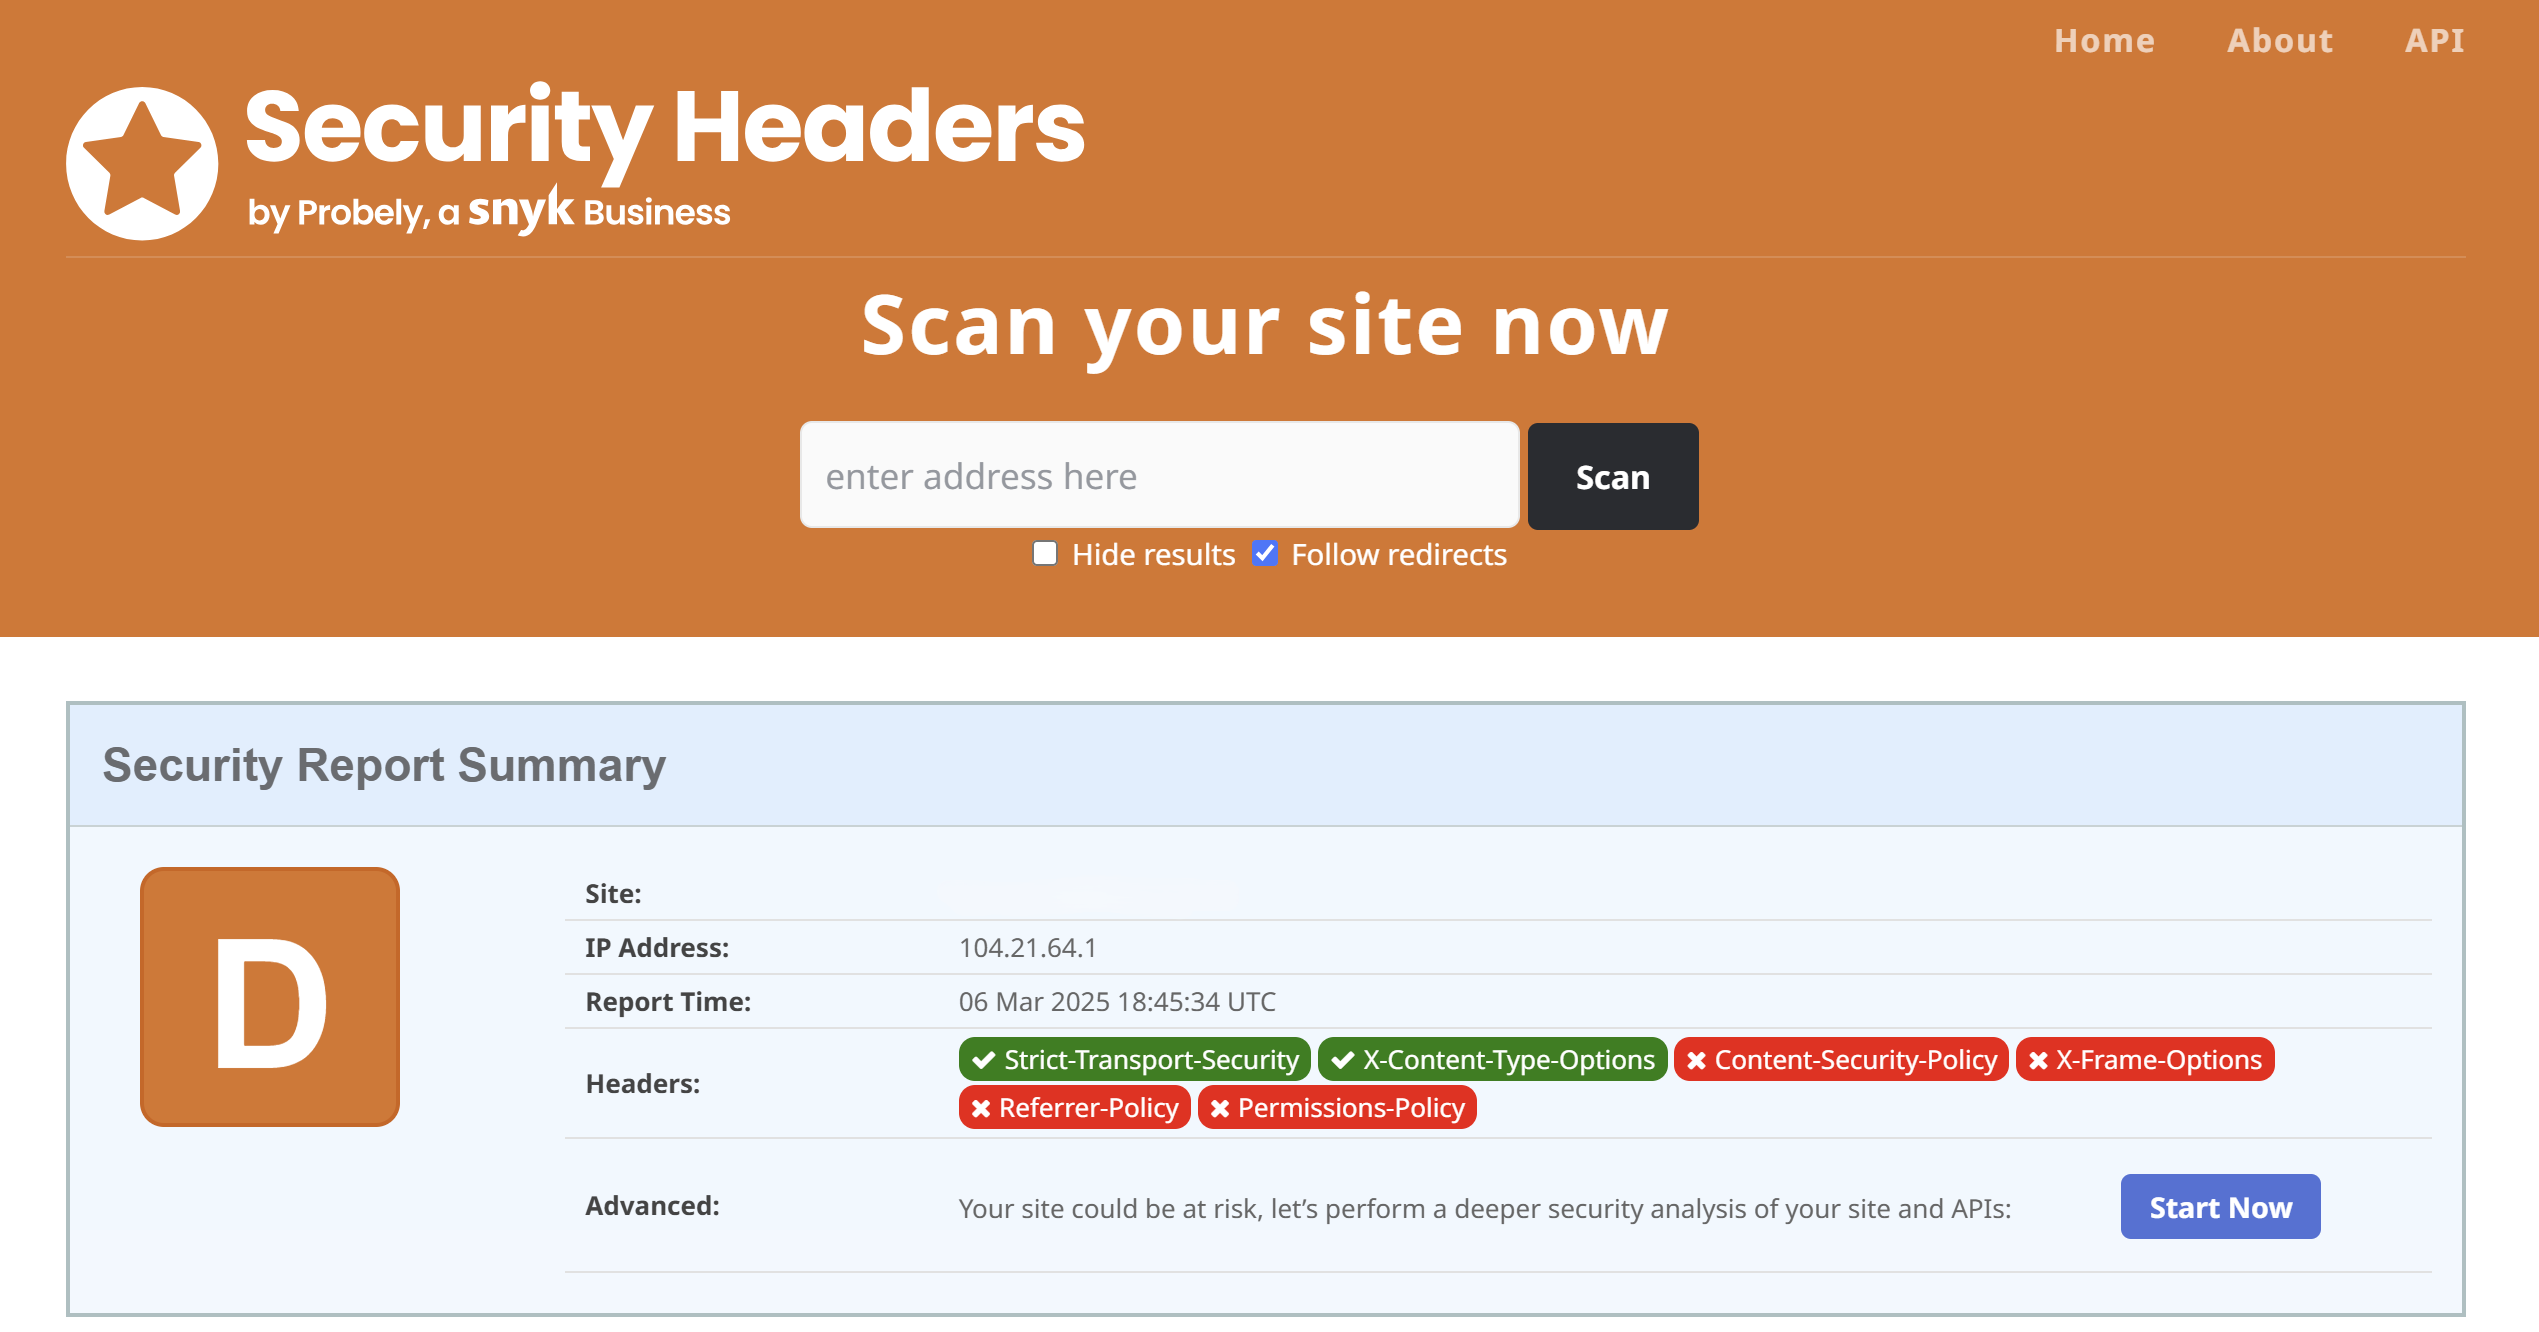 Home About API
Security Headers
by Probely, a snyk Business
Scan your site now
enter address here Scan
Hide results Follow redirects
Security Report Summary
D
Site:
IP Address: 104.21.64.1
Report Time: 06 Mar 2025 18:45:34 UTC
Headers: Strict-Transport-Security X-Content-Type-Options Content-Security-Policy X-Frame-Options
Referrer-Policy Permissions-Policy
Advanced: Your site could be at risk, let’s perform a deeper security analysis of your site and APIs: Start Now